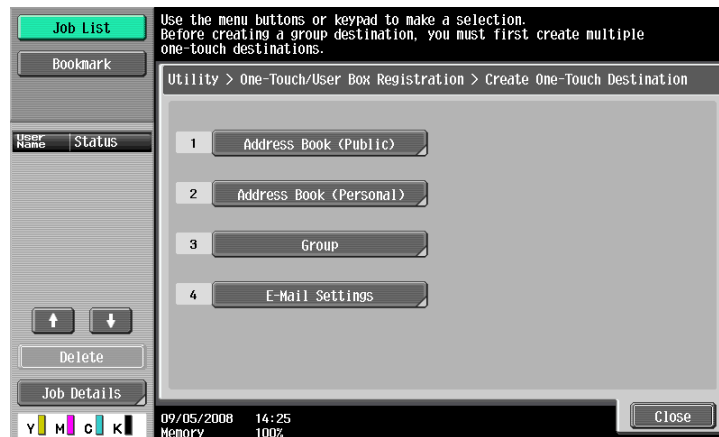 Job List
Bookmark
Use the menu buttons or keypad to make a selection.
Before creating a group destination, you must first create multiple
one-touch destinations.
Utility > One-Touch/User Box Registration > Create One-Touch Destination
User Name Status
1 Address Book (Public)
2 Address Book (Personal)
3 Group
4 E-Mail Settings
Delete
Job Details
Close
Y M C K
09/05/2008 14:25
Memory 100%